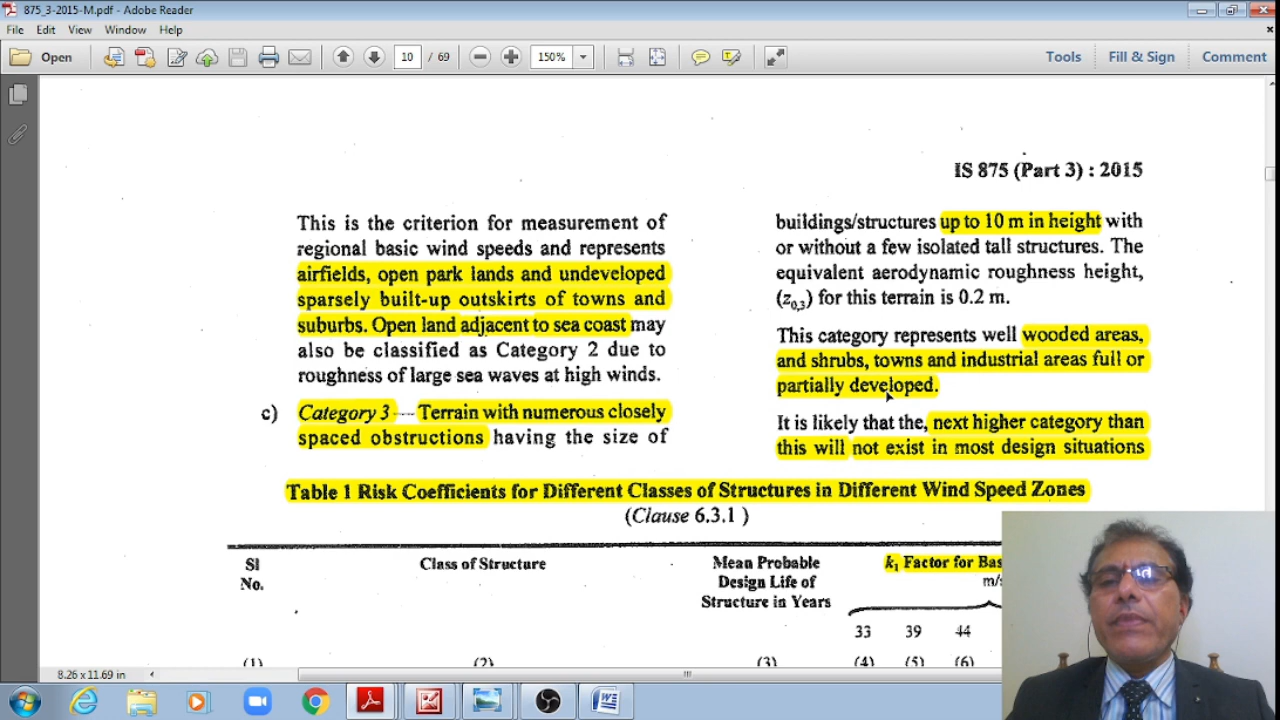 875_3-2015-M.pdf - Adobe Reader
File Edit View Window Help
Open 10 / 69 150% Tools Fill & Sign Comment
IS 875 (Part 3) : 2015
This is the criterion for measurement of
regional basic wind speeds and represents
airfields, open park lands and undeveloped
sparsely built-up outskirts of towns and
suburbs. Open land adjacent to sea coast may
also be classified as Category 2 due to
roughness of large sea waves at high winds.
c) Category 3 — Terrain with numerous closely
spaced obstructions having the size of
buildings/structures up to 10 m in height with
or without a few isolated tall structures. The
equivalent aerodynamic roughness height,
(z0,3) for this terrain is 0.2 m.
This category represents well wooded areas,
and shrubs, towns and industrial areas full or
partially developed.
It is likely that the, next higher category than
this will not exist in most design situations
Table 1 Risk Coefficients for Different Classes of Structures in Different Wind Speed Zones
(Clause 6.3.1 )
Sl No.
Class of Structure
Mean Probable
Design Life of
Structure in Years
k1 Factor for Bas
m/s
33 39 44
(1) (2) (3) (4) (5) (6)
8.26 x 11.69 in